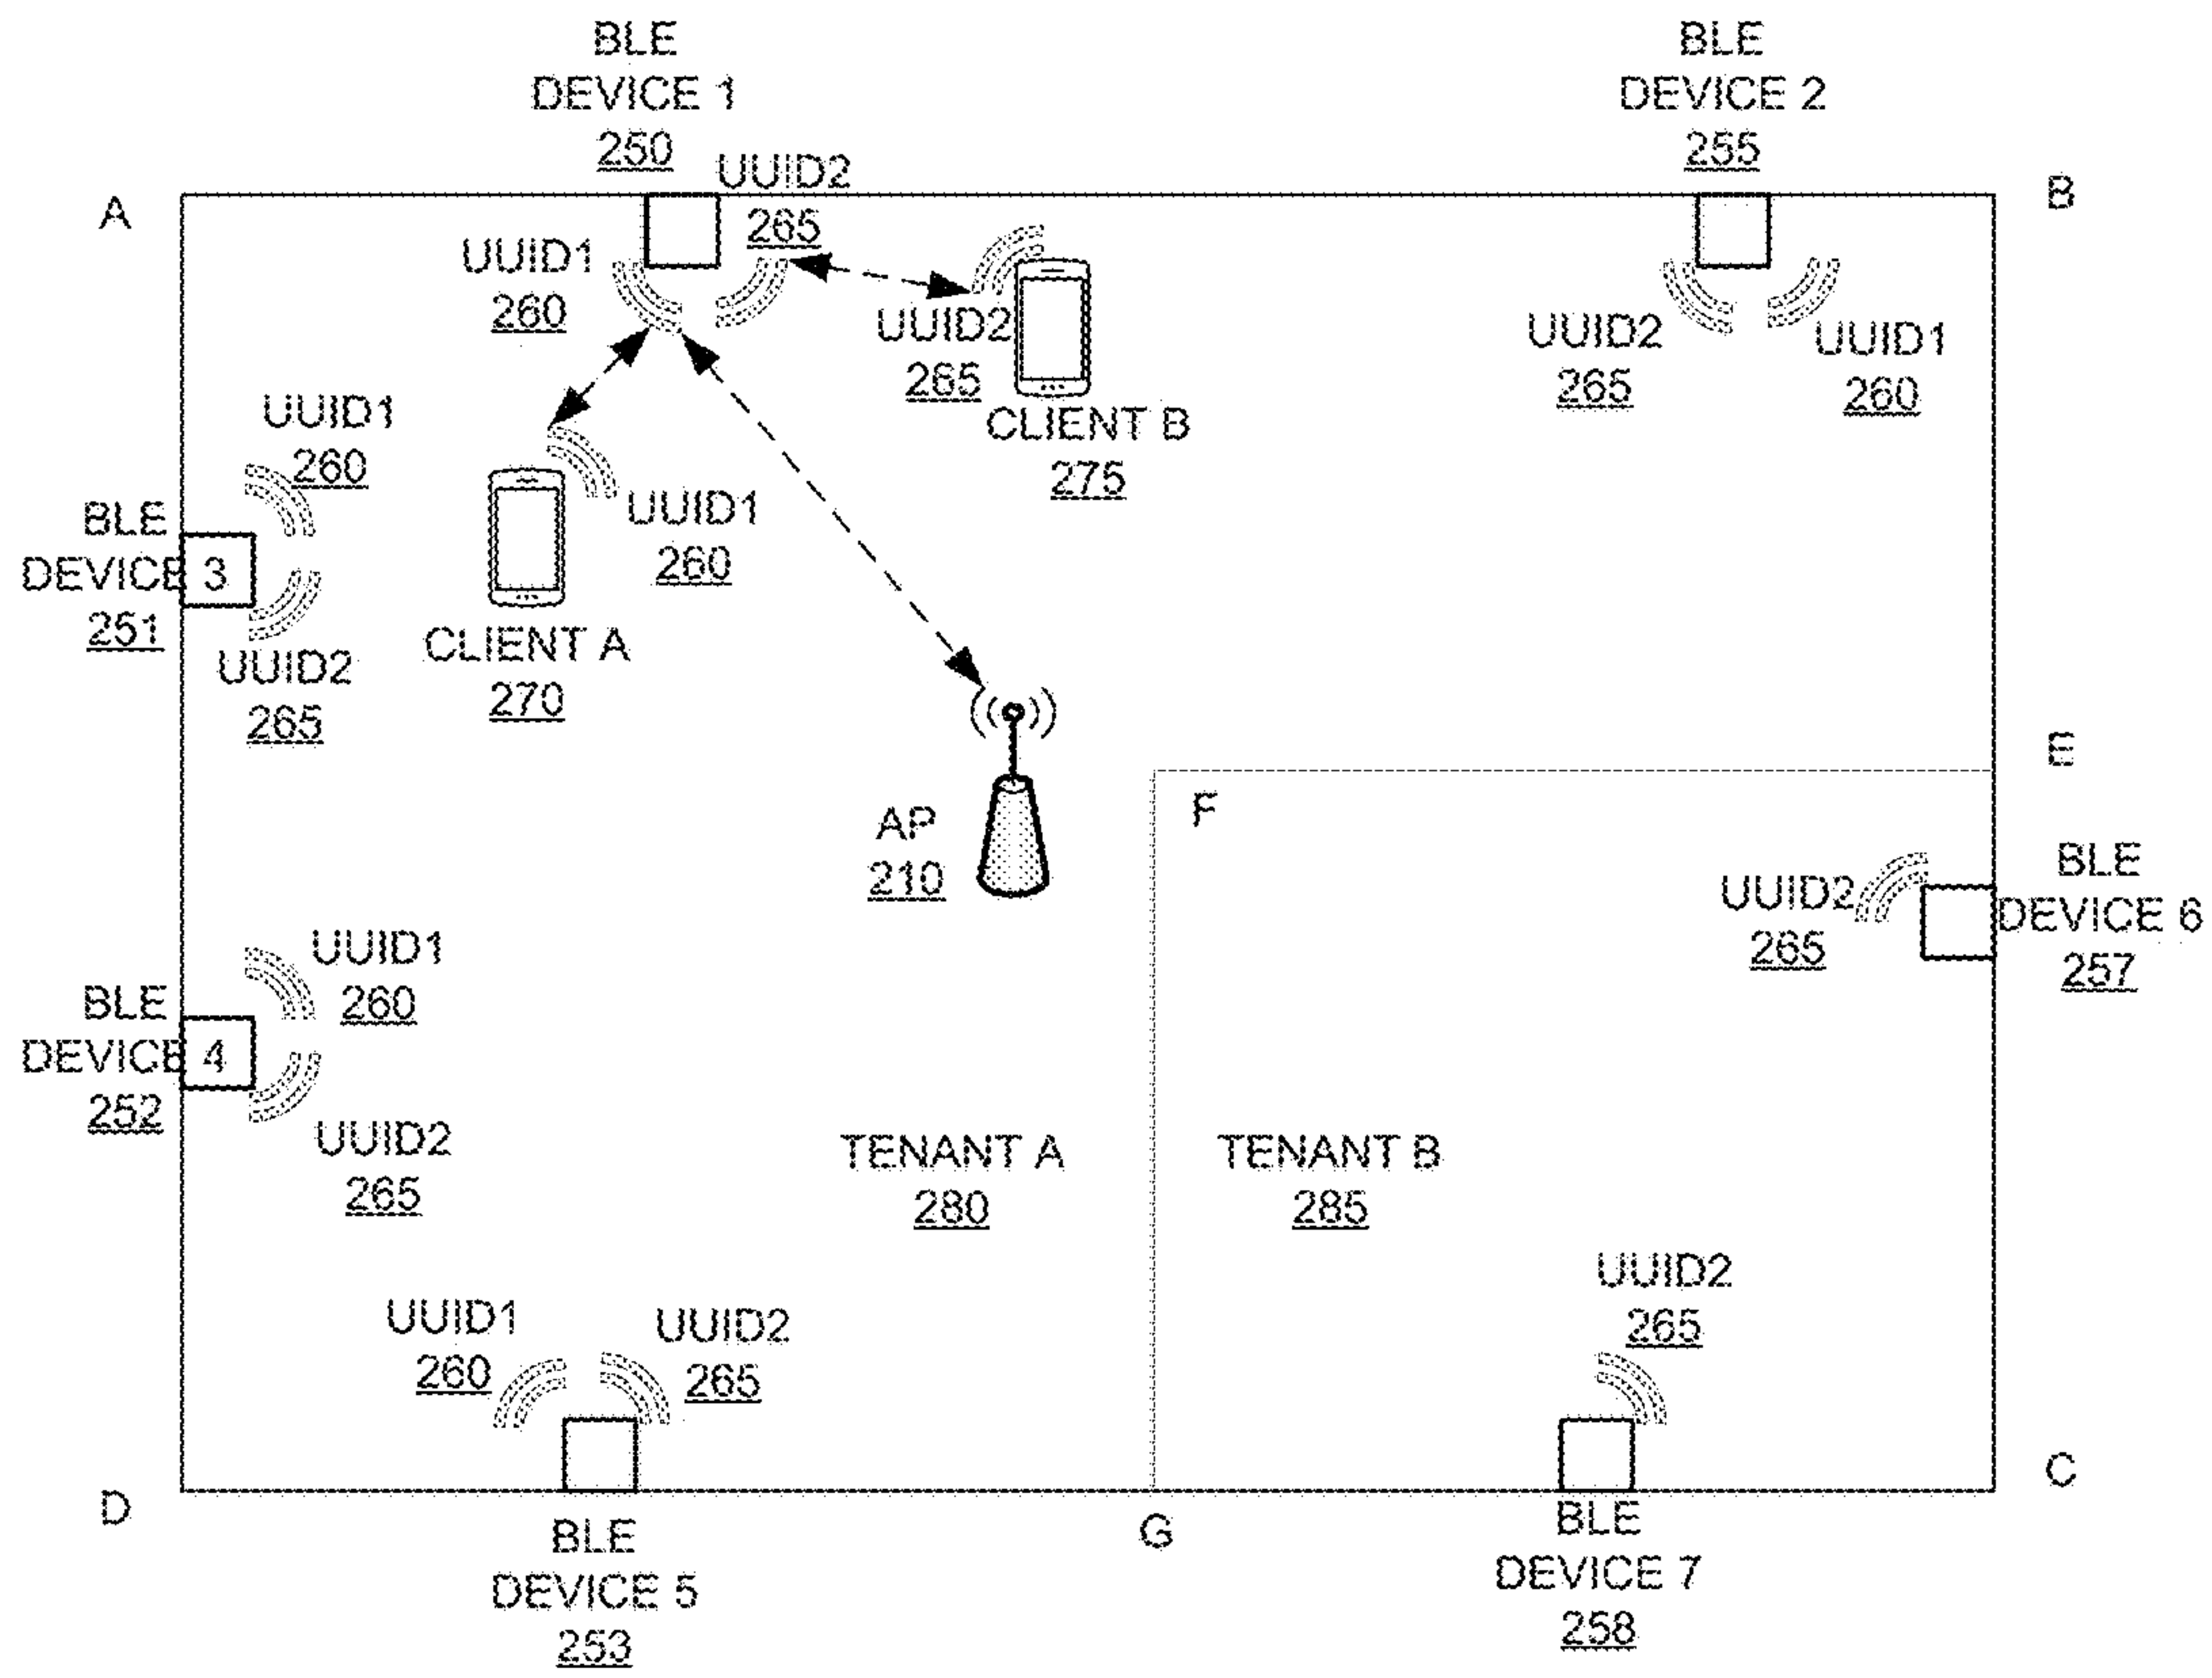 BLE
DEVICE 1
250
BLE
DEVICE 2
255
A
B
UUID2
265
UUID1
260
UUID2
265
CLIENT B
275
UUID2
265
UUID1
260
UUID1
260
BLE
DEVICE 3
251
UUID2
265
UUID1
260
CLIENT A
270
E
F
AP
210
UUID2
265
BLE
DEVICE 6
257
UUID1
260
BLE
DEVICE 4
252
UUID2
265
TENANT A
280
TENANT B
285
UUID1
260
UUID2
265
UUID2
265
D
G
C
BLE
DEVICE 5
253
BLE
DEVICE 7
258